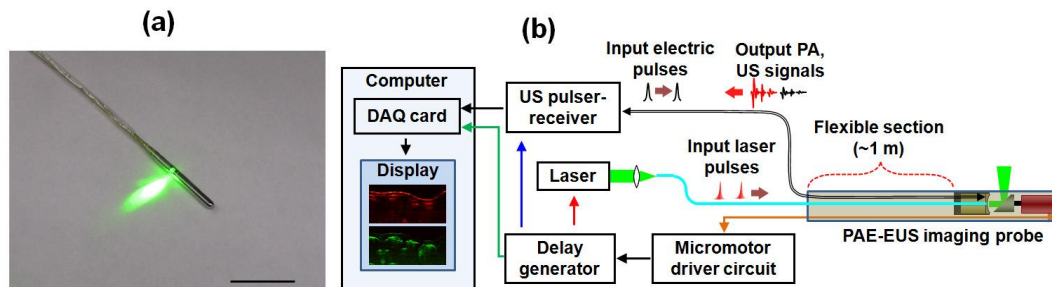 (a)
(b)
Computer
DAQ card
Display
US pulser-
receiver
Input electric
pulses
Output PA,
US signals
Laser
Input laser
pulses
Flexible section
(~1 m)
PAE-EUS imaging probe
Delay
generator
Micromotor
driver circuit